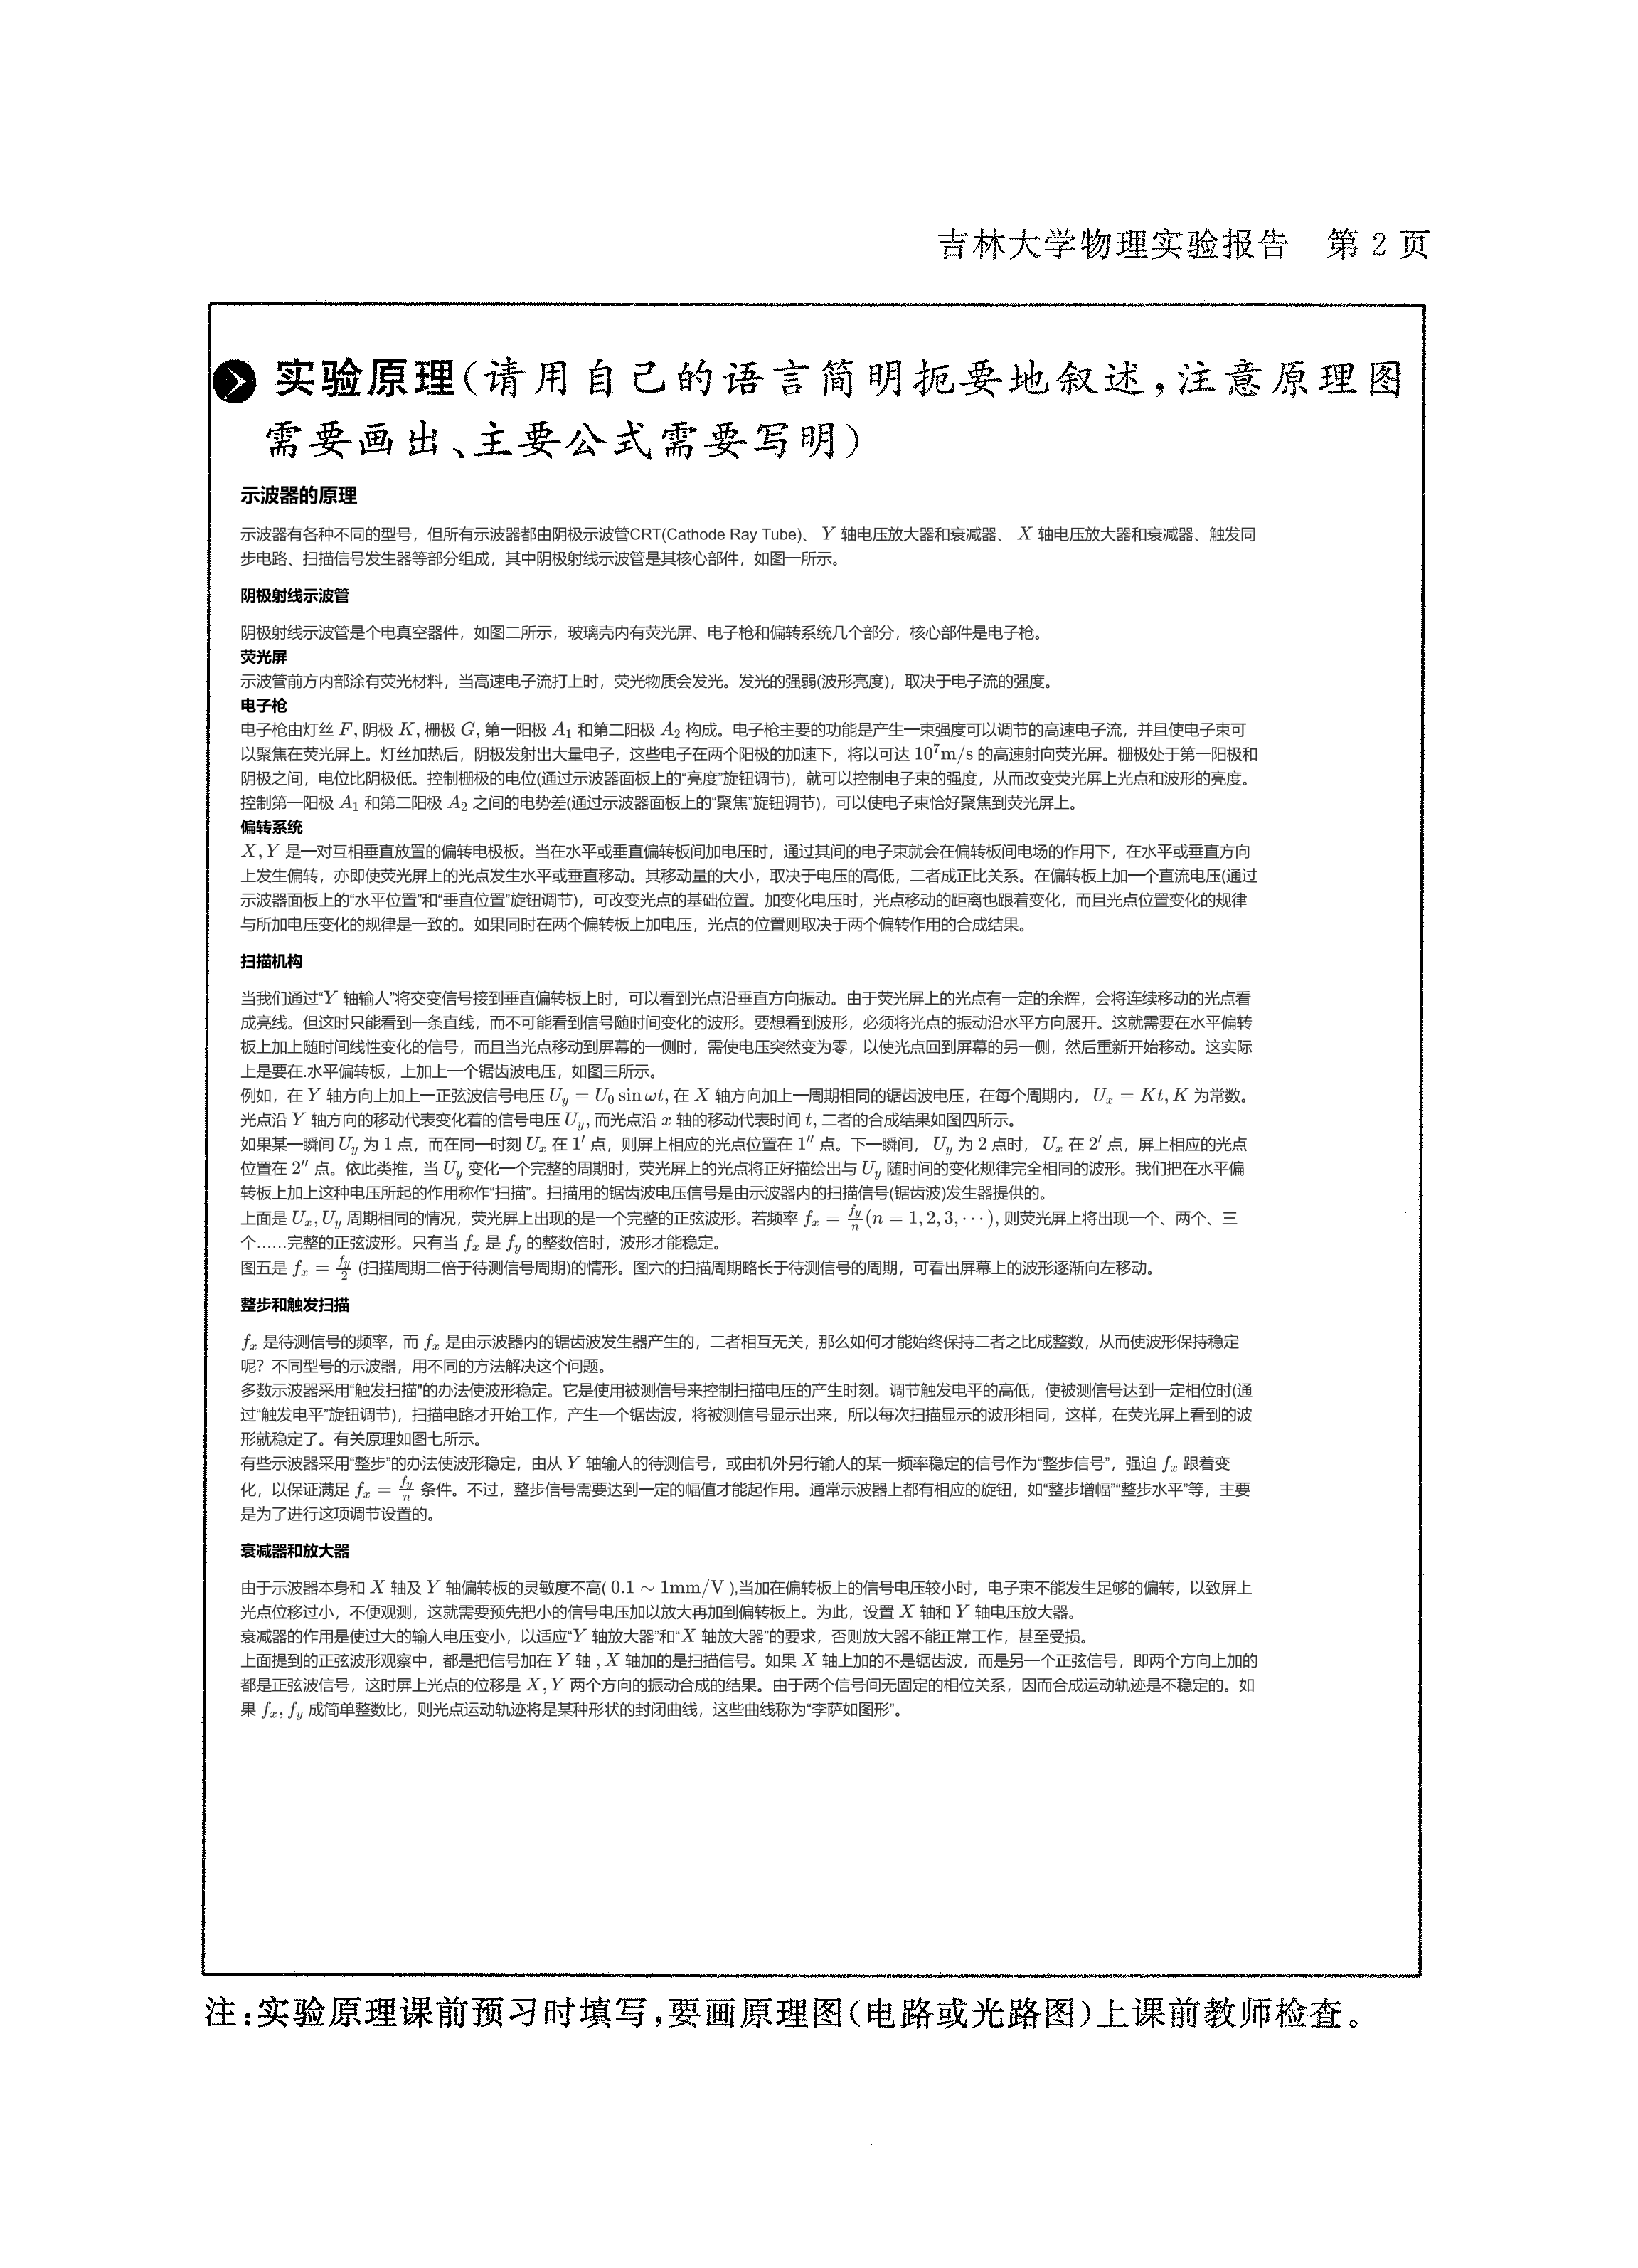 吉林大学物理实验报告 第 2 页
实验原理(请用自己的语言简明扼要地叙述,注意原理图
需要画出、主要公式需要写明)
示波器的原理
示波器有各种不同的型号，但所有示波器都由阴极示波管CRT(Cathode Ray Tube)、 Y 轴电压放大器和衰减器、 X 轴电压放大器和衰减器、触发同
步电路、扫描信号发生器等部分组成，其中阴极射线示波管是其核心部件，如图一所示。
阴极射线示波管
阴极射线示波管是个电真空器件，如图二所示，玻璃壳内有荧光屏、电子枪和偏转系统几个部分，核心部件是电子枪。
荧光屏
示波管前方内部涂有荧光材料，当高速电子流打上时，荧光物质会发光。发光的强弱(波形亮度)，取决于电子流的强度。
电子枪
电子枪由灯丝 F, 阴极 K, 栅极 G, 第一阳极 A₁ 和第二阳极 A₂ 构成。电子枪主要的功能是产生一束强度可以调节的高速电子流，并且使电子束可
以聚焦在荧光屏上。灯丝加热后，阴极发射出大量电子，这些电子在两个阳极的加速下，将以可达 10⁷m/s 的高速射向荧光屏。栅极处于第一阳极和
阴极之间，电位比阴极低。控制栅极的电位(通过示波器面板上的“亮度”旋钮调节)，就可以控制电子束的强度，从而改变荧光屏上光点和波形的亮度。
控制第一阳极 A₁ 和第二阳极 A₂ 之间的电势差(通过示波器面板上的“聚焦”旋钮调节)，可以使电子束恰好聚焦到荧光屏上。
偏转系统
X, Y 是一对互相垂直放置的偏转电极板。当在水平或垂直偏转板间加电压时，通过其间的电子束就会在偏转板间电场的作用下，在水平或垂直方向
上发生偏转，亦即使荧光屏上的光点发生水平或垂直移动。其移动量的大小，取决于电压的高低，二者成正比关系。在偏转板上加一个直流电压(通过
示波器面板上的“水平位置”和“垂直位置”旋钮调节)，可改变光点的基础位置。加变化电压时，光点移动的距离也跟着变化，而且光点位置变化的规律
与所加电压变化的规律是一致的。如果同时在两个偏转板上加电压，光点的位置则取决于两个偏转作用的合成结果。
扫描机构
当我们通过“Y 轴输人”将交变信号接到垂直偏转板上时，可以看到光点沿垂直方向振动。由于荧光屏上的光点有一定的余辉，会将连续移动的光点看
成亮线。但这时只能看到一条直线，而不可能看到信号随时间变化的波形。要想看到波形，必须将光点的振动沿水平方向展开。这就需要在水平偏转
板上加上随时间线性变化的信号，而且当光点移动到屏幕的一侧时，需使电压突然变为零，以使光点回到屏幕的另一侧，然后重新开始移动。这实际
上是要在.水平偏转板，上加上一个锯齿波电压，如图三所示。
例如，在 Y 轴方向上加上一正弦波信号电压 U_y = U₀ sin ωt, 在 X 轴方向加上一周期相同的锯齿波电压，在每个周期内， U_x = Kt, K 为常数。
光点沿 Y 轴方向的移动代表变化着的信号电压 U_y, 而光点沿 x 轴的移动代表时间 t, 二者的合成结果如图四所示。
如果某一瞬间 U_y 为 1 点，而在同一时刻 U_x 在 1′ 点，则屏上相应的光点位置在 1″ 点。下一瞬间， U_y 为 2 点时， U_x 在 2′ 点，屏上相应的光点
位置在 2″ 点。依此类推，当 U_y 变化一个完整的周期时，荧光屏上的光点将正好描绘出与 U_y 随时间的变化规律完全相同的波形。我们把在水平偏
转板上加上这种电压所起的作用称作“扫描”。扫描用的锯齿波电压信号是由示波器内的扫描信号(锯齿波)发生器提供的。
上面是 U_x, U_y 周期相同的情况，荧光屏上出现的是一个完整的正弦波形。若频率 f_x = f_y/n (n = 1, 2, 3, ···), 则荧光屏上将出现一个、两个、三
个……完整的正弦波形。只有当 f_x 是 f_y 的整数倍时，波形才能稳定。
图五是 f_x = f_y/2 (扫描周期二倍于待测信号周期)的情形。图六的扫描周期略长于待测信号的周期，可看出屏幕上的波形逐渐向左移动。
整步和触发扫描
f_x 是待测信号的频率，而 f_x 是由示波器内的锯齿波发生器产生的，二者相互无关，那么如何才能始终保持二者之比成整数，从而使波形保持稳定
呢？不同型号的示波器，用不同的方法解决这个问题。
多数示波器采用“触发扫描”的办法使波形稳定。它是使用被测信号来控制扫描电压的产生时刻。调节触发电平的高低，使被测信号达到一定相位时(通
过“触发电平”旋钮调节)，扫描电路才开始工作，产生一个锯齿波，将被测信号显示出来，所以每次扫描显示的波形相同，这样，在荧光屏上看到的波
形就稳定了。有关原理如图七所示。
有些示波器采用“整步”的办法使波形稳定，由从 Y 轴输人的待测信号，或由机外另行输人的某一频率稳定的信号作为“整步信号”，强迫 f_x 跟着变
化，以保证满足 f_x = f_y/n 条件。不过，整步信号需要达到一定的幅值才能起作用。通常示波器上都有相应的旋钮，如“整步增幅”“整步水平”等，主要
是为了进行这项调节设置的。
衰减器和放大器
由于示波器本身和 X 轴及 Y 轴偏转板的灵敏度不高( 0.1 ∼ 1mm/V ),当加在偏转板上的信号电压较小时，电子束不能发生足够的偏转，以致屏上
光点位移过小，不便观测，这就需要预先把小的信号电压加以放大再加到偏转板上。为此，设置 X 轴和 Y 轴电压放大器。
衰减器的作用是使过大的输人电压变小，以适应“Y 轴放大器”和“X 轴放大器”的要求，否则放大器不能正常工作，甚至受损。
上面提到的正弦波形观察中，都是把信号加在 Y 轴 , X 轴加的是扫描信号。如果 X 轴上加的不是锯齿波，而是另一个正弦信号，即两个方向上加的
都是正弦波信号，这时屏上光点的位移是 X, Y 两个方向的振动合成的结果。由于两个信号间无固定的相位关系，因而合成运动轨迹是不稳定的。如
果 f_x, f_y 成简单整数比，则光点运动轨迹将是某种形状的封闭曲线，这些曲线称为“李萨如图形”。
注:实验原理课前预习时填写,要画原理图(电路或光路图)上课前教师检查。